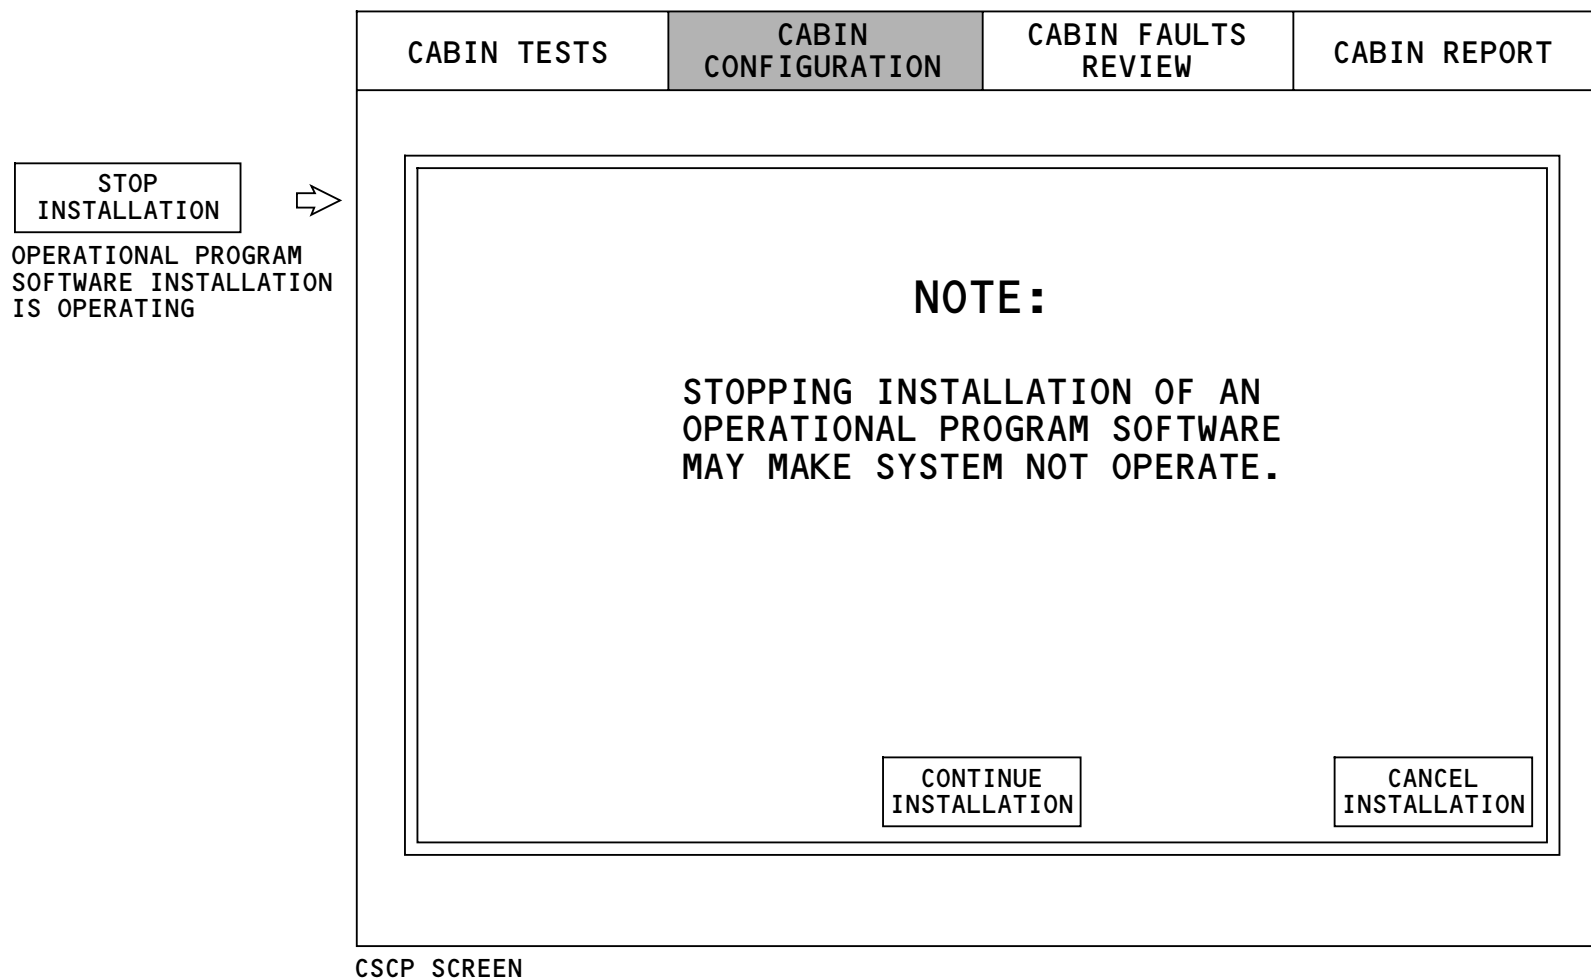 CABIN TESTS
CABIN
CONFIGURATION
CABIN FAULTS
REVIEW
CABIN REPORT
STOP
INSTALLATION
OPERATIONAL PROGRAM
SOFTWARE INSTALLATION
IS OPERATING
NOTE:
STOPPING INSTALLATION OF AN
OPERATIONAL PROGRAM SOFTWARE
MAY MAKE SYSTEM NOT OPERATE.
CONTINUE
INSTALLATION
CANCEL
INSTALLATION
CSCP SCREEN